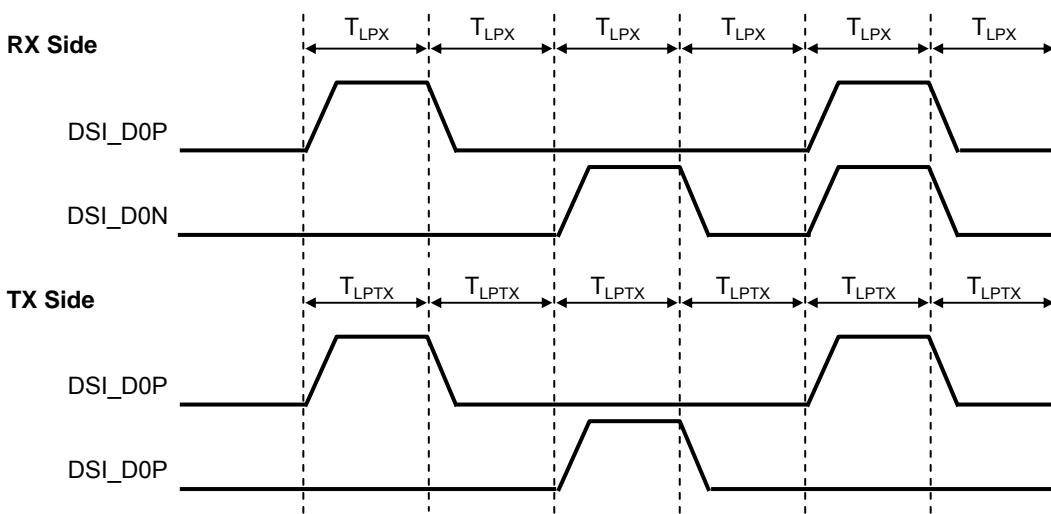 RX Side
T_LPX T_LPX T_LPX T_LPX T_LPX T_LPX
DSI_D0P
DSI_D0N
TX Side
T_LPTX T_LPTX T_LPTX T_LPTX T_LPTX T_LPTX
DSI_D0P
DSI_D0P